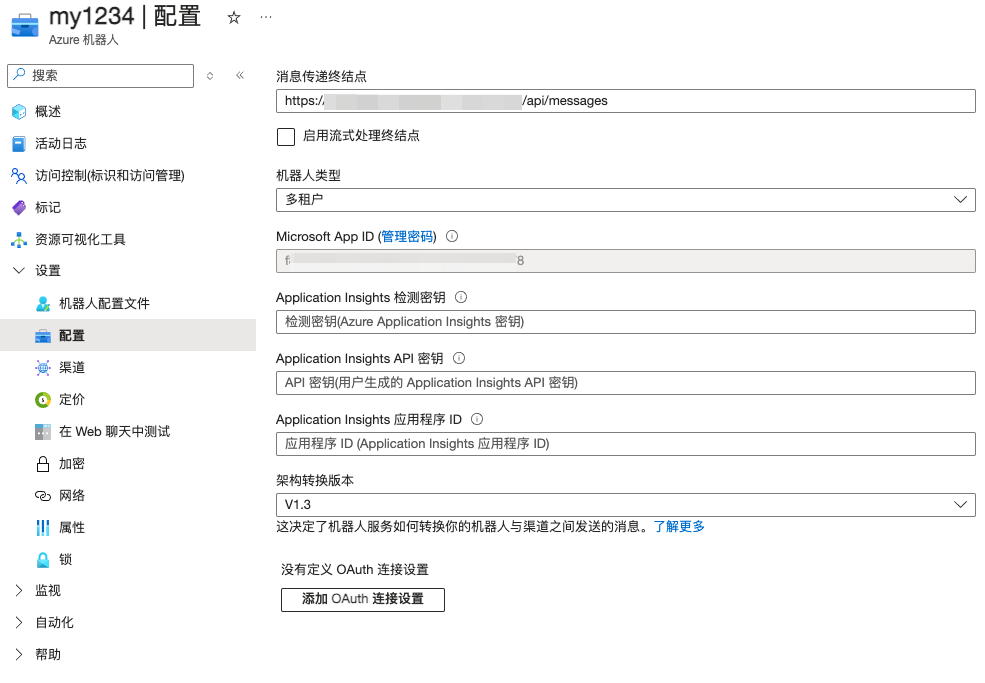 my1234 | 配置
Azure 机器人
搜索
概述
活动日志
访问控制(标识和访问管理)
标记
资源可视化工具
设置
机器人配置文件
配置
渠道
定价
在 Web 聊天中测试
加密
网络
属性
锁
监视
自动化
帮助
消息传递终结点
https:/ /api/messages
启用流式处理终结点
机器人类型
多租户
Microsoft App ID (管理密码)
8
Application Insights 检测密钥
检测密钥(Azure Application Insights 密钥)
Application Insights API 密钥
API 密钥(用户生成的 Application Insights API 密钥)
Application Insights 应用程序 ID
应用程序 ID (Application Insights 应用程序 ID)
架构转换版本
V1.3
这决定了机器人服务如何转换你的机器人与渠道之间发送的消息。了解更多
没有定义 OAuth 连接设置
添加 OAuth 连接设置